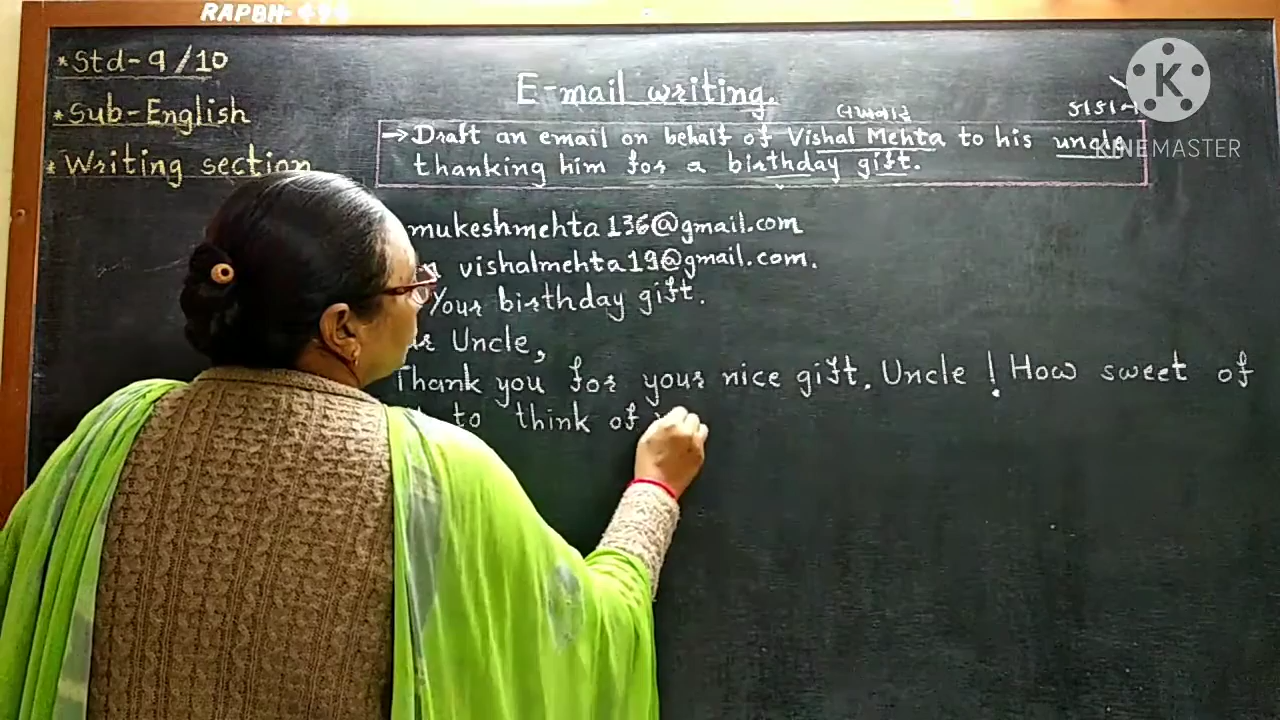 RAPBH-
*Std-9/10
*Sub-English
*Writing section
E-mail writing.
લખનાર
કાકાને
→Draft an email on behalf of Vishal Mehta to his uncle
thanking him for a birthday gift.
mukeshmehta136@gmail.com
vishalmehta19@gmail.com.
Your birthday gift.
Uncle,
Thank you for your nice gift. Uncle ! How sweet of
to think of
K
KINEMASTER